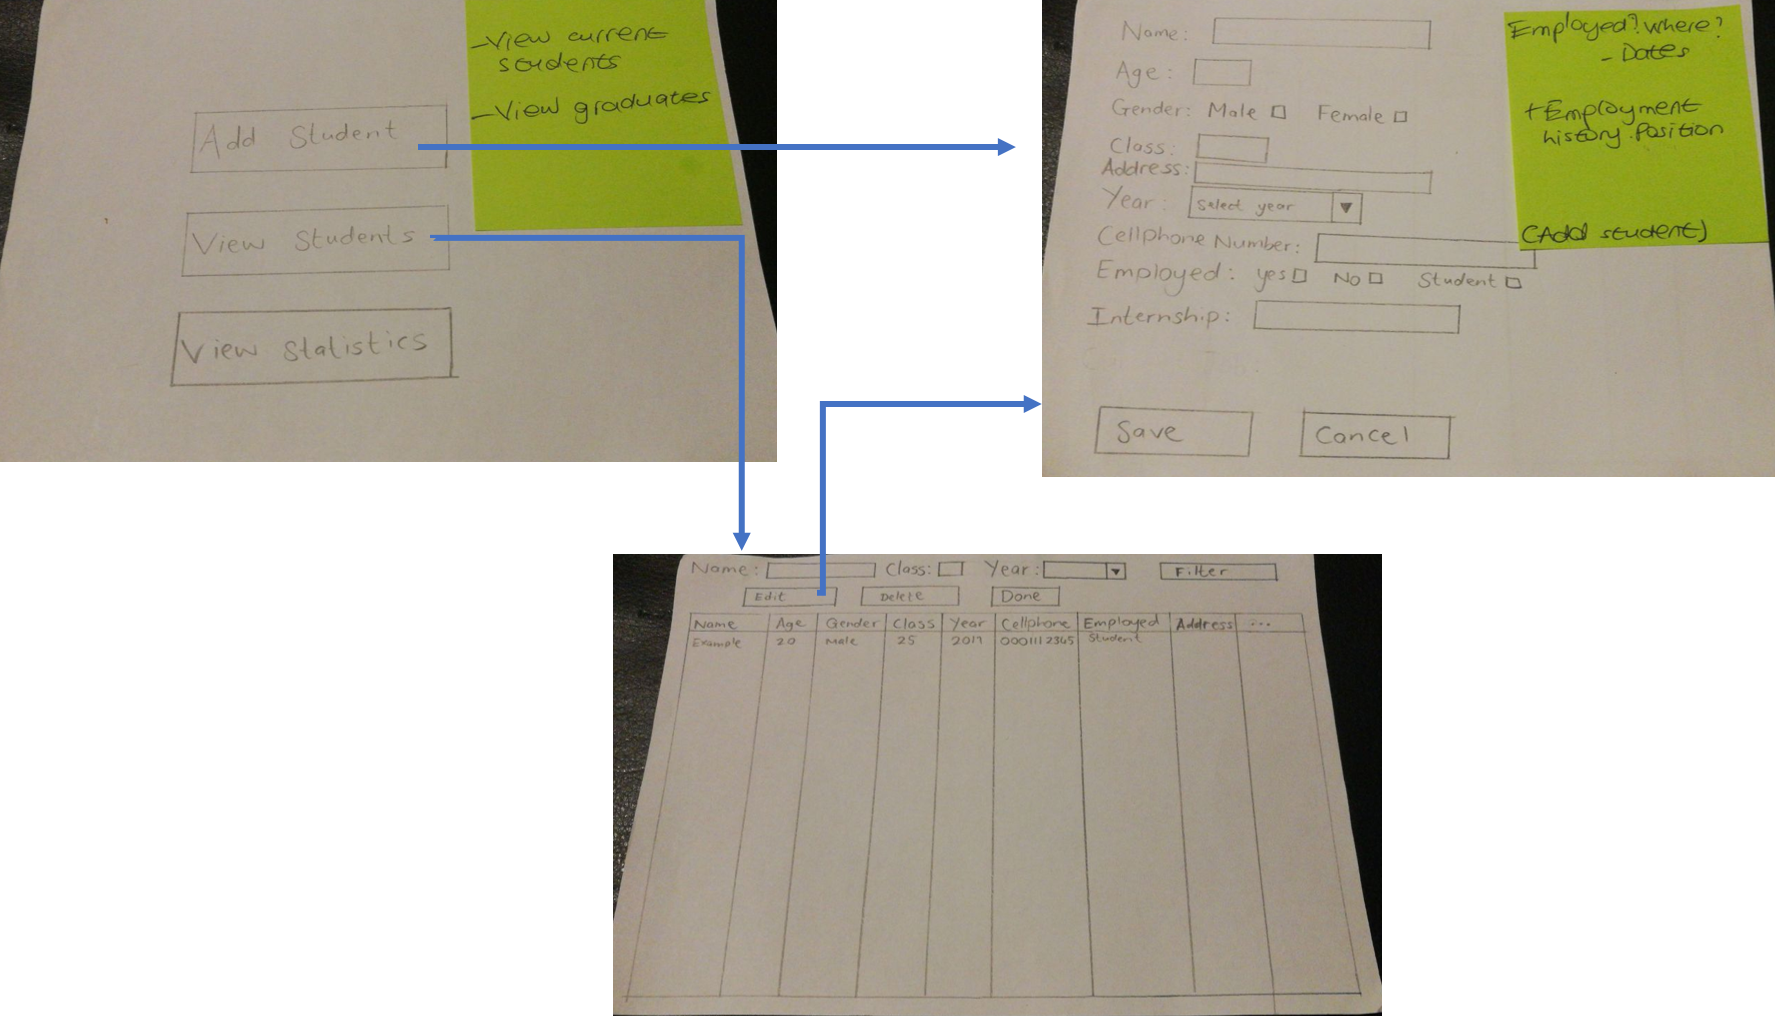 -View current
students
-View graduates
Add Student
View Students
View Statistics
Name:
Age:
Gender: Male Female
Class:
Address:
Year: Select year
Cellphone Number:
Employed: yes No Student
Internship:
Save Cancel
Employed? Where?
- Dates
+Employment
history. Position
(Add student)
Name: Class: Year: Filter
Edit Delete Done
Name Age Gender Class Year Cellphone Employed Address ...
Example 20 Male 25 2017 0001112345 Student